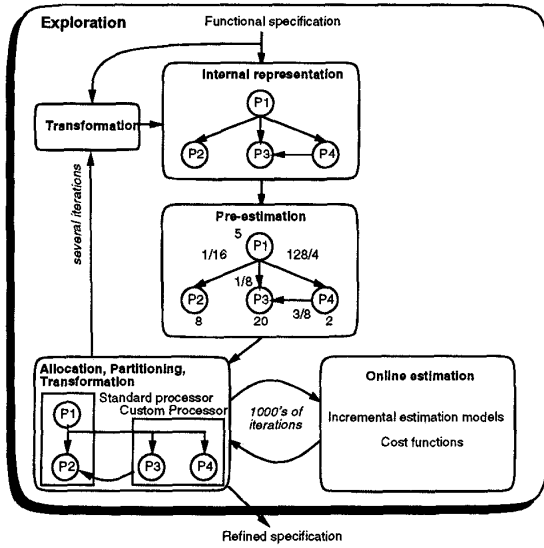 Exploration
Functional specification
Internal representation
P1
P2
P3
P4
Transformation
several iterations
Pre-estimation
5
P1
1/16
128/4
1/8
P2
P3
P4
3/8
8
20
2
Allocation, Partitioning,
Transformation
Standard processor
Custom Processor
P1
P2
P3
P4
1000's of
iterations
Online estimation
Incremental estimation models
Cost functions
Refined specification